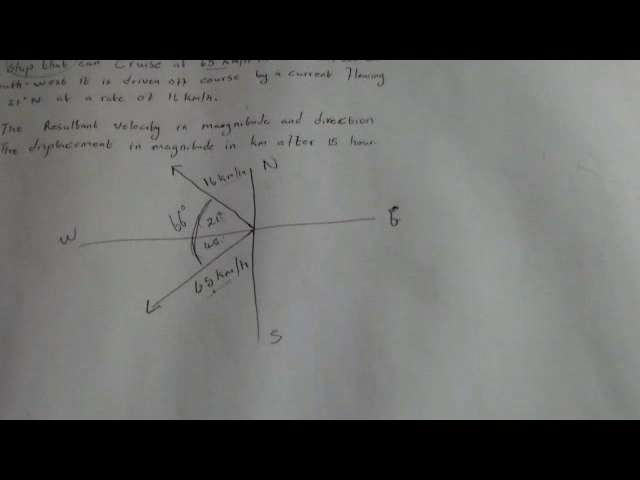 ship that can Cruise at 65 km/h
south-west it is driven off course by a current flowing
21° N at a rate of 16 km/h.
The Resultant Velocity in mangnitude and direction
The displacement in magnitude in km after 15 hour.
N
16 km/h
66°
21°
E
W
45°
65 km/h
S